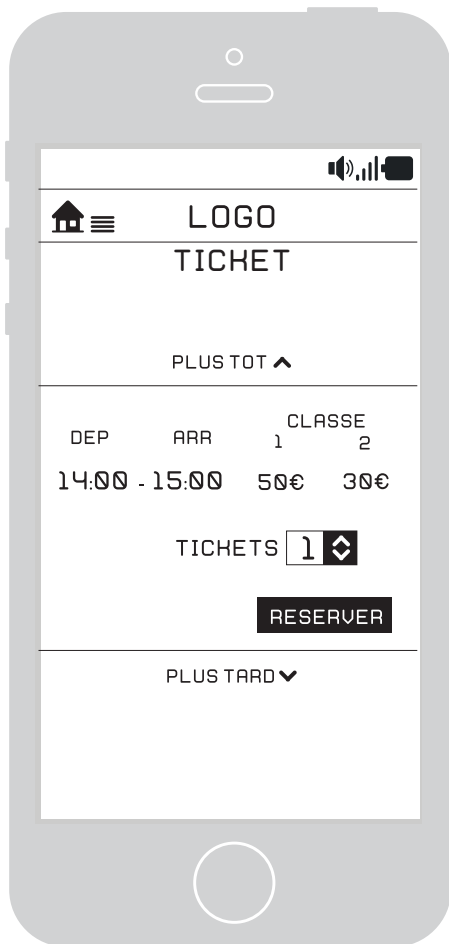 LOGO
TICKET
PLUS TOT
CLASSE
DEP ARR 1 2
14:00 - 15:00 50€ 30€
TICKETS 1
RESERVER
PLUS TARD